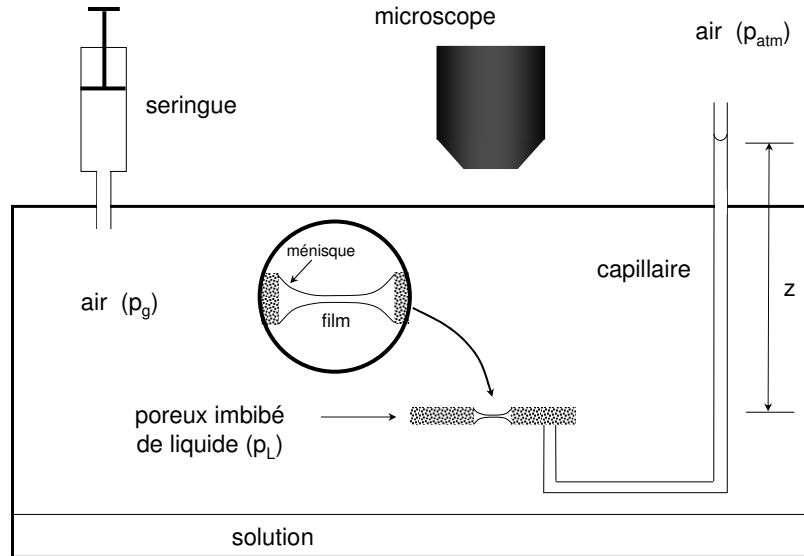 microscope
air (p_atm)
seringue
ménisque
capillaire
air (p_g)
film
z
poreux imbibé
de liquide (p_L)
solution